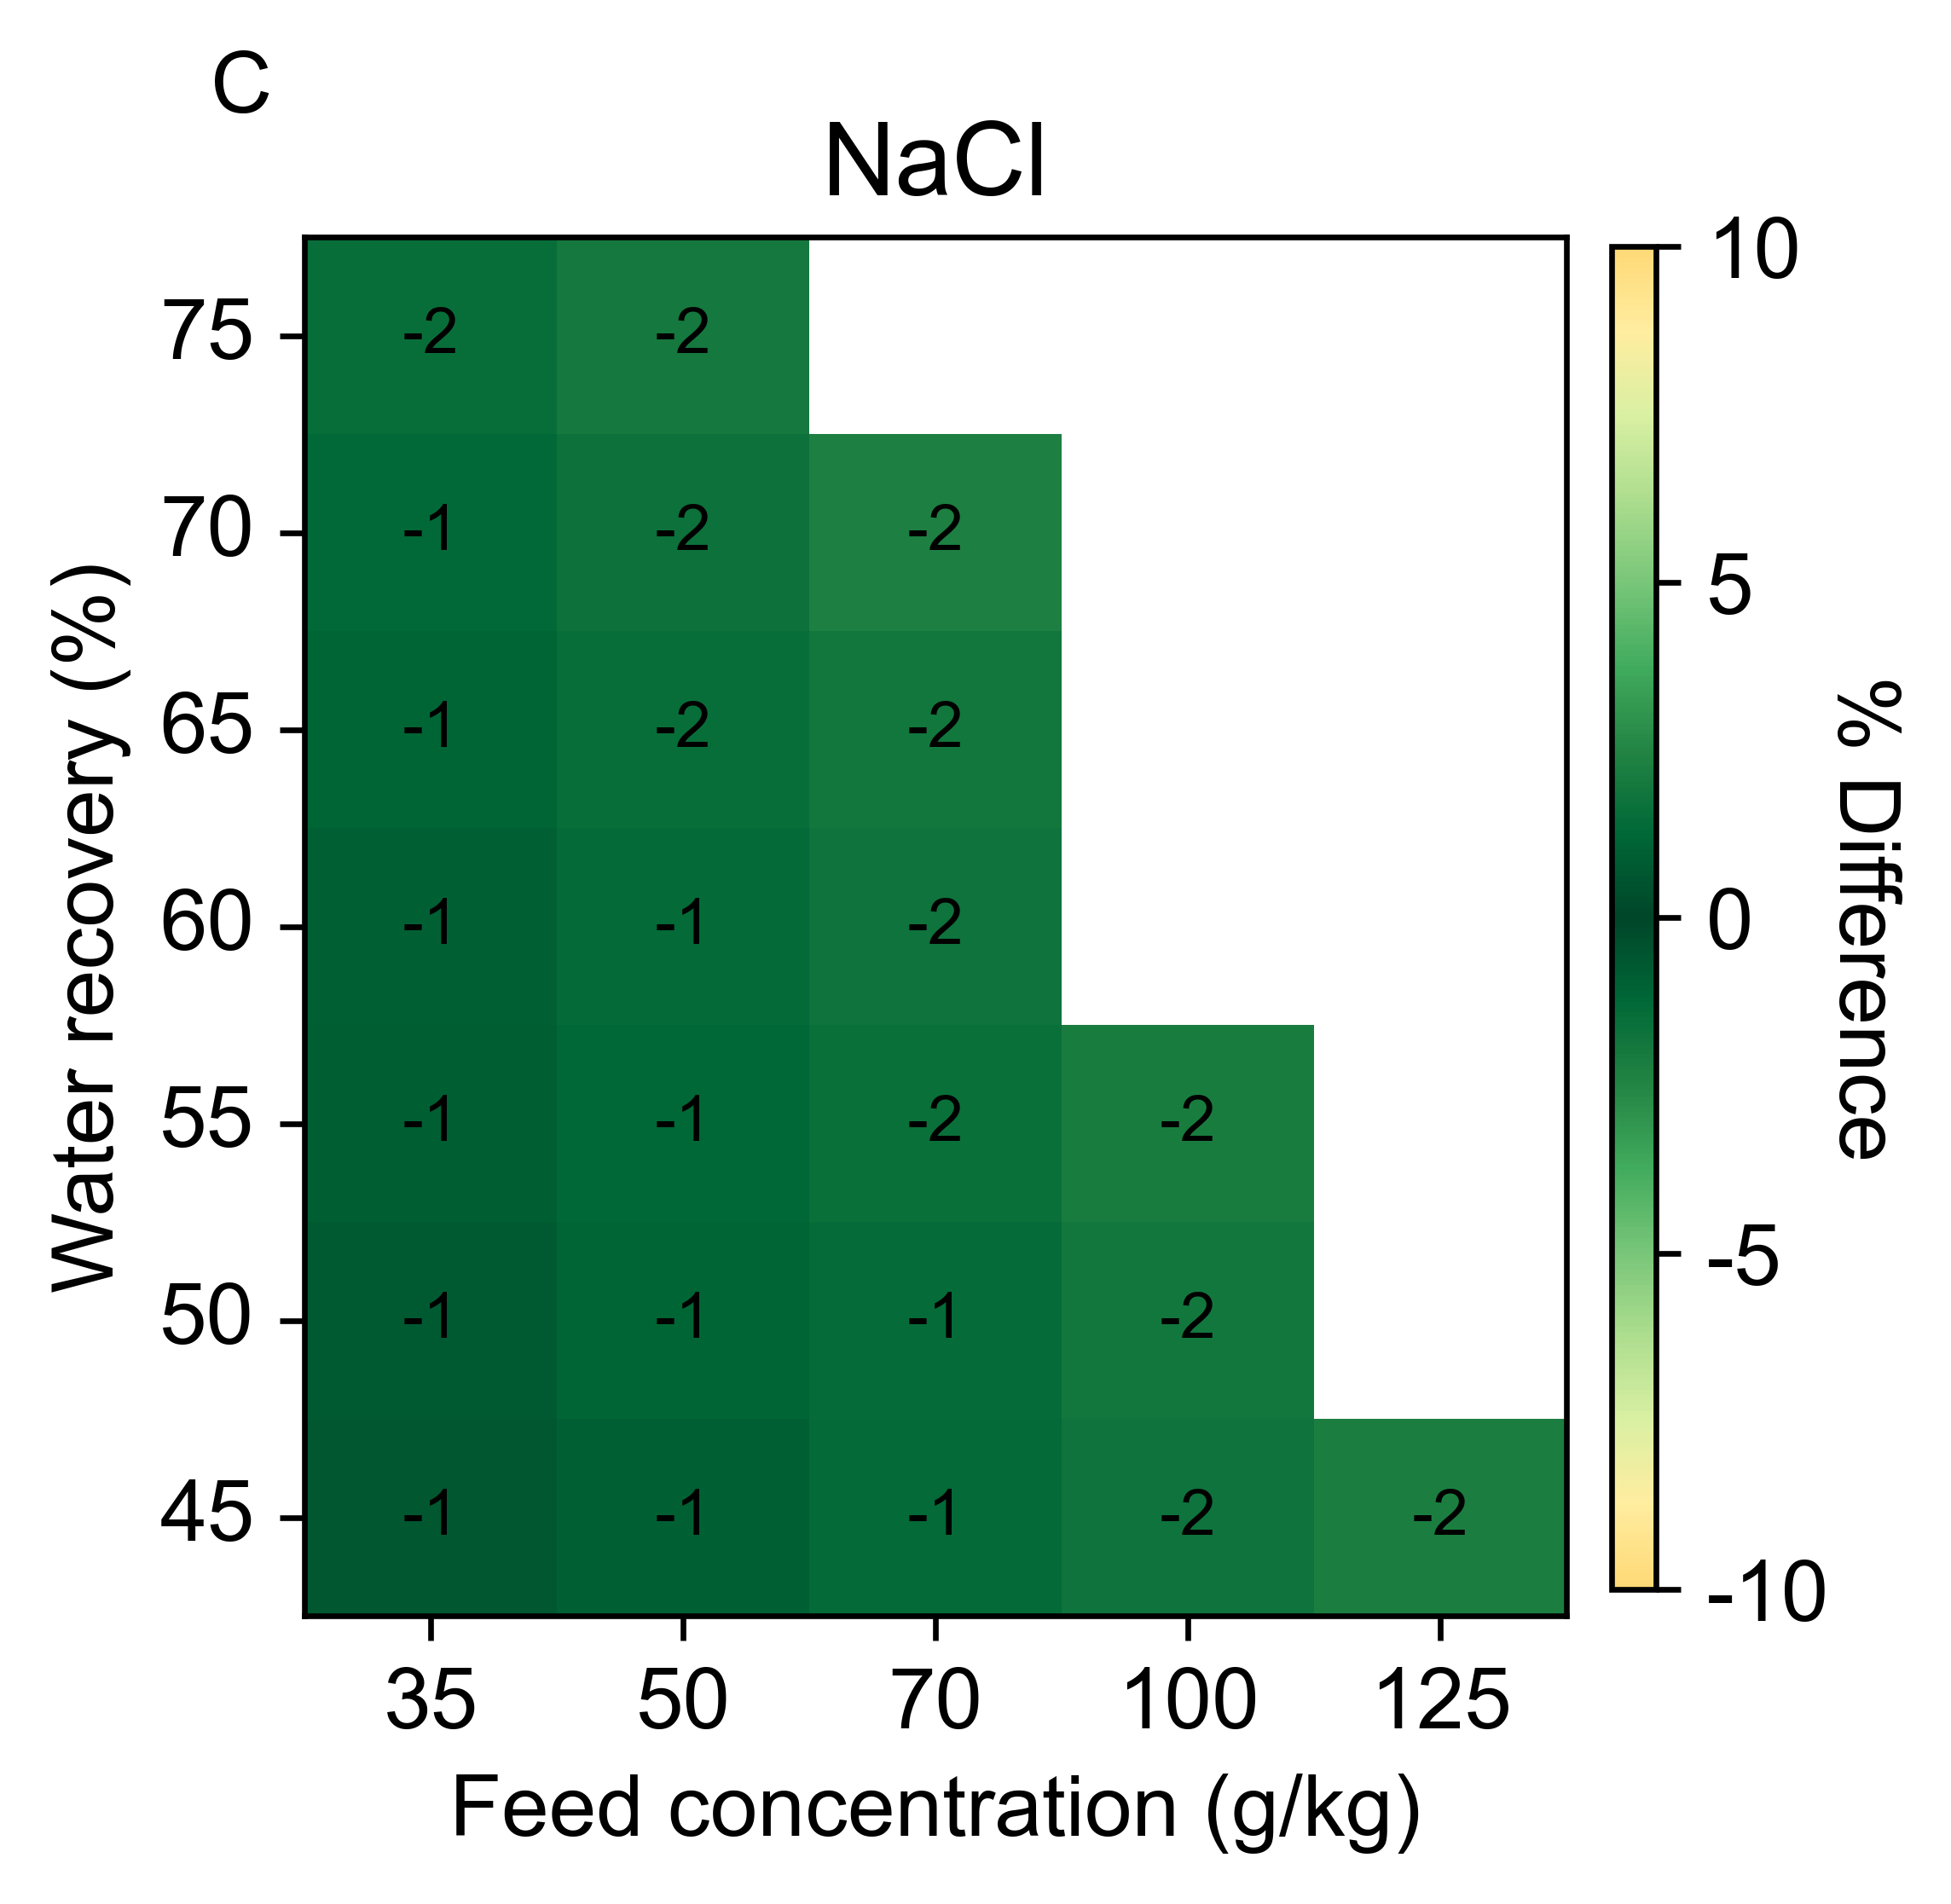 C
NaCl
75 -2 -2
70 -1 -2 -2
65 -1 -2 -2
60 -1 -1 -2
55 -1 -1 -2 -2
50 -1 -1 -1 -2
45 -1 -1 -1 -2 -2
35 50 70 100 125
Feed concentration (g/kg)
Water recovery (%)
10
5
0
-5
-10
% Difference